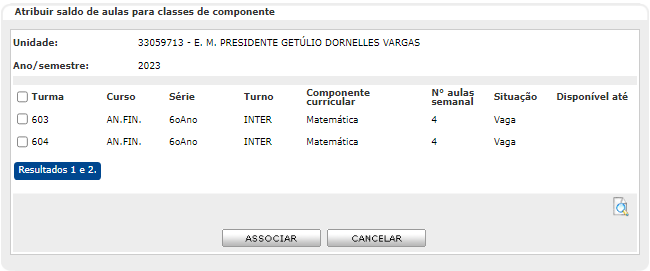 Atribuir saldo de aulas para classes de componente
Unidade: 33059713 - E. M. PRESIDENTE GETÚLIO DORNELLES VARGAS
Ano/semestre: 2023
Turma Curso Série Turno Componente curricular N° aulas semanal Situação Disponível até
603 AN.FIN. 6oAno INTER Matemática 4 Vaga
604 AN.FIN. 6oAno INTER Matemática 4 Vaga
Resultados 1 e 2.
ASSOCIAR CANCELAR